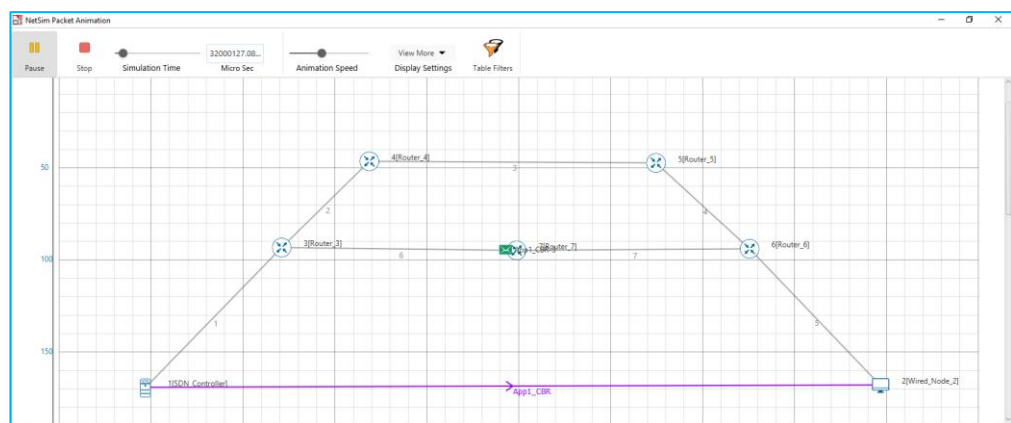 NetSim Packet Animation
32000127.08...
View More
Pause
Stop
Simulation Time
Micro Sec
Animation Speed
Display Settings
Table Filters
4[Router_4]
5[Router_5]
50
3
2
4
3[Router_3]
7[Router_7]
6[Router_6]
100
6
7
1
5
150
1[SDN_Controller]
2[Wired_Node_2]
App1_CBR